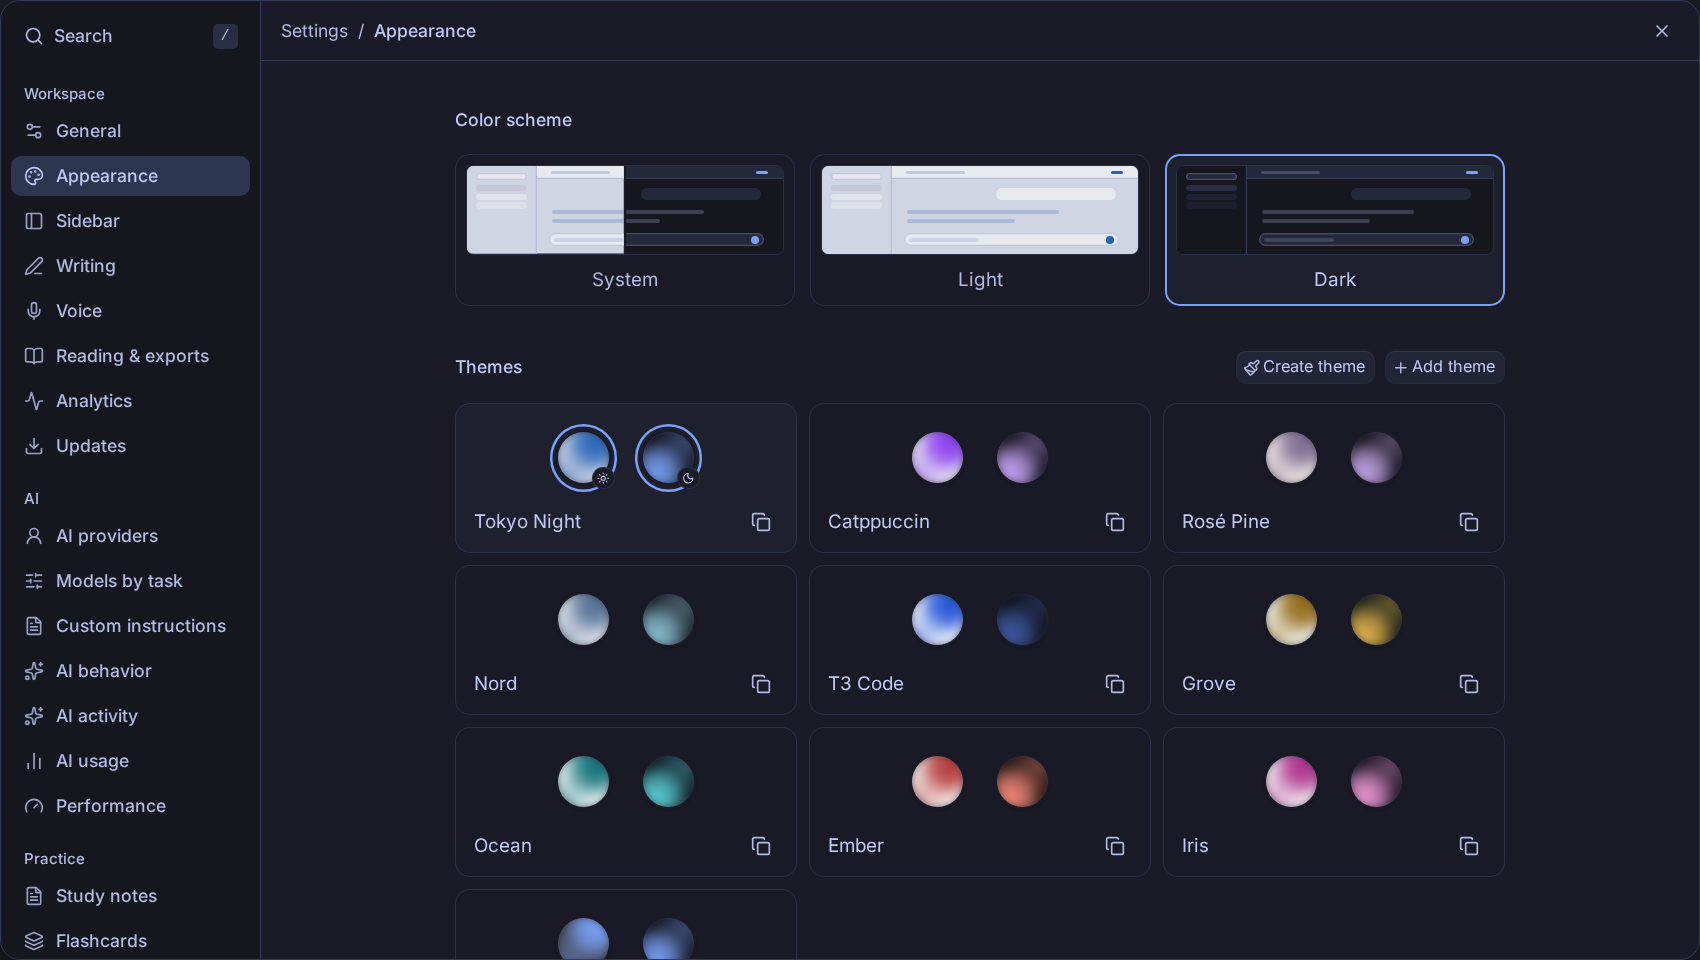 Search /
Workspace
General
Appearance
Sidebar
Writing
Voice
Reading & exports
Analytics
Updates
AI
AI providers
Models by task
Custom instructions
AI behavior
AI activity
AI usage
Performance
Practice
Study notes
Flashcards
Settings / Appearance
Color scheme
System
Light
Dark
Themes
Create theme
Add theme
Tokyo Night
Catppuccin
Rosé Pine
Nord
T3 Code
Grove
Ocean
Ember
Iris